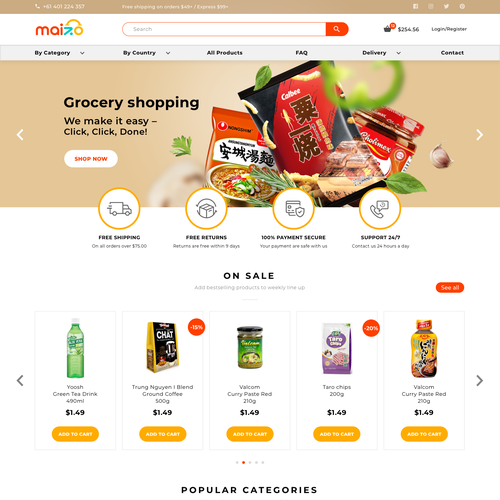 +61 401 224 357
Free shipping on orders $49+ / Express $99+
maizo
Search
10
$254.56
Login/Register
By Category
By Country
All Products
FAQ
Delivery
Contact
Grocery shopping
We make it easy –
Click, Click, Done!
SHOP NOW
NONGSHIM
安城湯麵
Calbee
粟一燒
Cholimex
FREE SHIPPING
On all orders over $75.00
FREE RETURNS
Returns are free within 9 days
100% PAYMENT SECURE
Your payment are safe with us
SUPPORT 24/7
Contact us 24 hours a day
ON SALE
Add bestselling products to weekly line up
See all
-15%
-20%
CHAT
Valcom
Taro
Chips
Yoosh
Green Tea Drink
490ml
$1.49
ADD TO CART
Trung Nguyen I Blend
Ground Coffee
500g
$1.49
ADD TO CART
Valcom
Curry Paste Red
210g
$1.49
ADD TO CART
Taro chips
200g
$1.49
ADD TO CART
Valcom
Curry Paste Red
210g
$1.49
ADD TO CART
POPULAR CATEGORIES